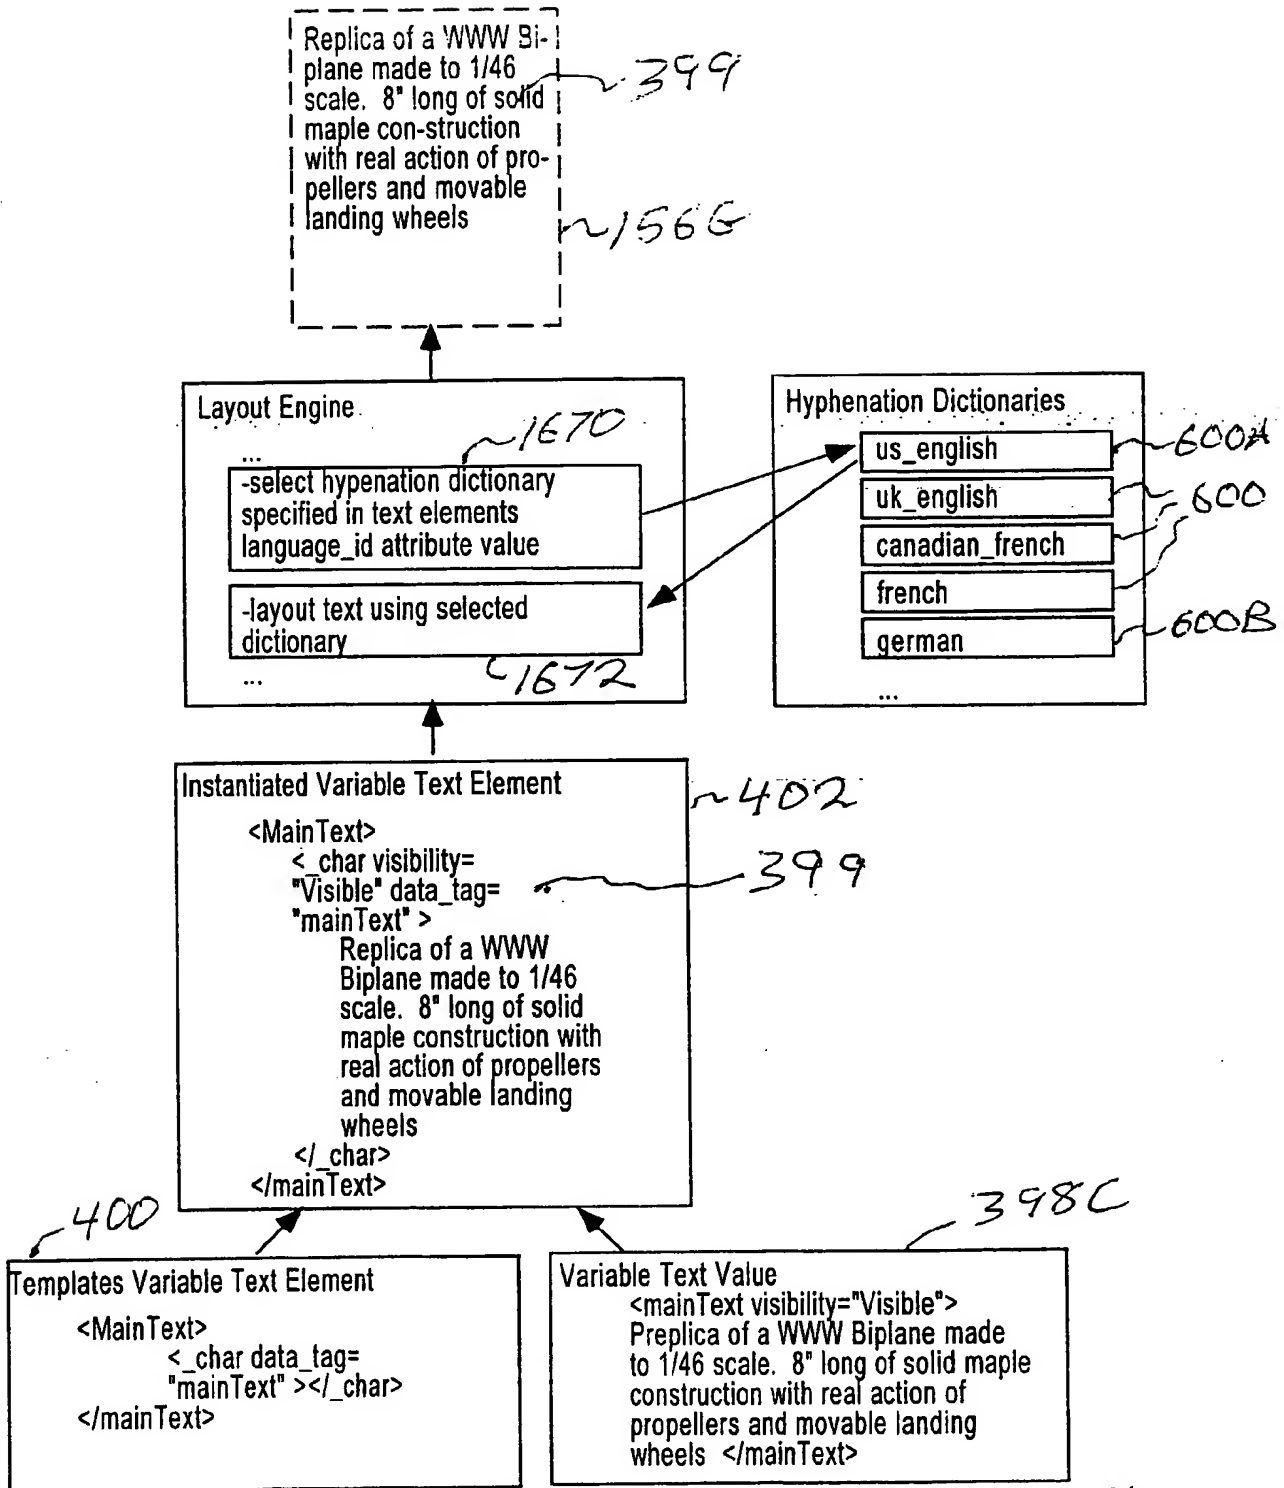 Replica of a WWW Bi-
plane made to 1/46
scale. 8" long of solid
maple con-struction
with real action of pro-
pellers and movable
landing wheels
399
156G
Layout Engine
...
1670
-select hypenation dictionary
specified in text elements
language_id attribute value
-layout text using selected
dictionary
1672
...
Hyphenation Dictionaries
us_english
uk_english
canadian_french
french
german
...
600A
600
600B
Instantiated Variable Text Element
<MainText>
<_char visibility=
"Visible" data_tag=
"mainText" >
Replica of a WWW
Biplane made to 1/46
scale. 8" long of solid
maple construction with
real action of propellers
and movable landing
wheels
</_char>
</mainText>
402
399
400
Templates Variable Text Element
<MainText>
<_char data_tag=
"mainText" ></_char>
</mainText>
398C
Variable Text Value
<mainText visibility="Visible">
Preplica of a WWW Biplane made
to 1/46 scale. 8" long of solid maple
construction with real action of
propellers and movable landing
wheels </mainText>